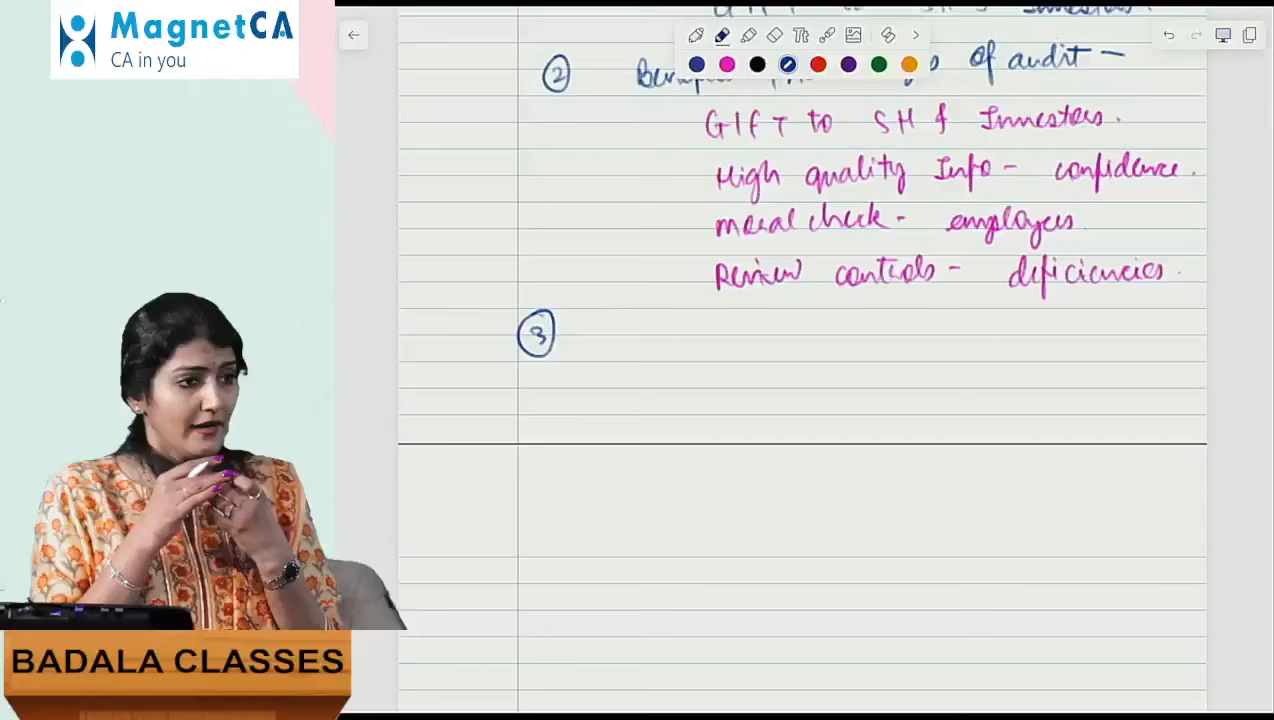 MagnetCA
CA in you
② of audit -
GIFT to SH & Investors.
High quality Info - confidence.
Moral check - employees
Review controls - deficiencies.
③
BADALA CLASSES